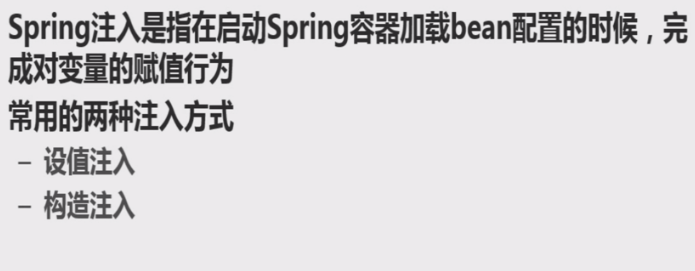 Spring注入是指在启动Spring容器加载bean配置的时候，完
成对变量的赋值行为
常用的两种注入方式
– 设值注入
– 构造注入